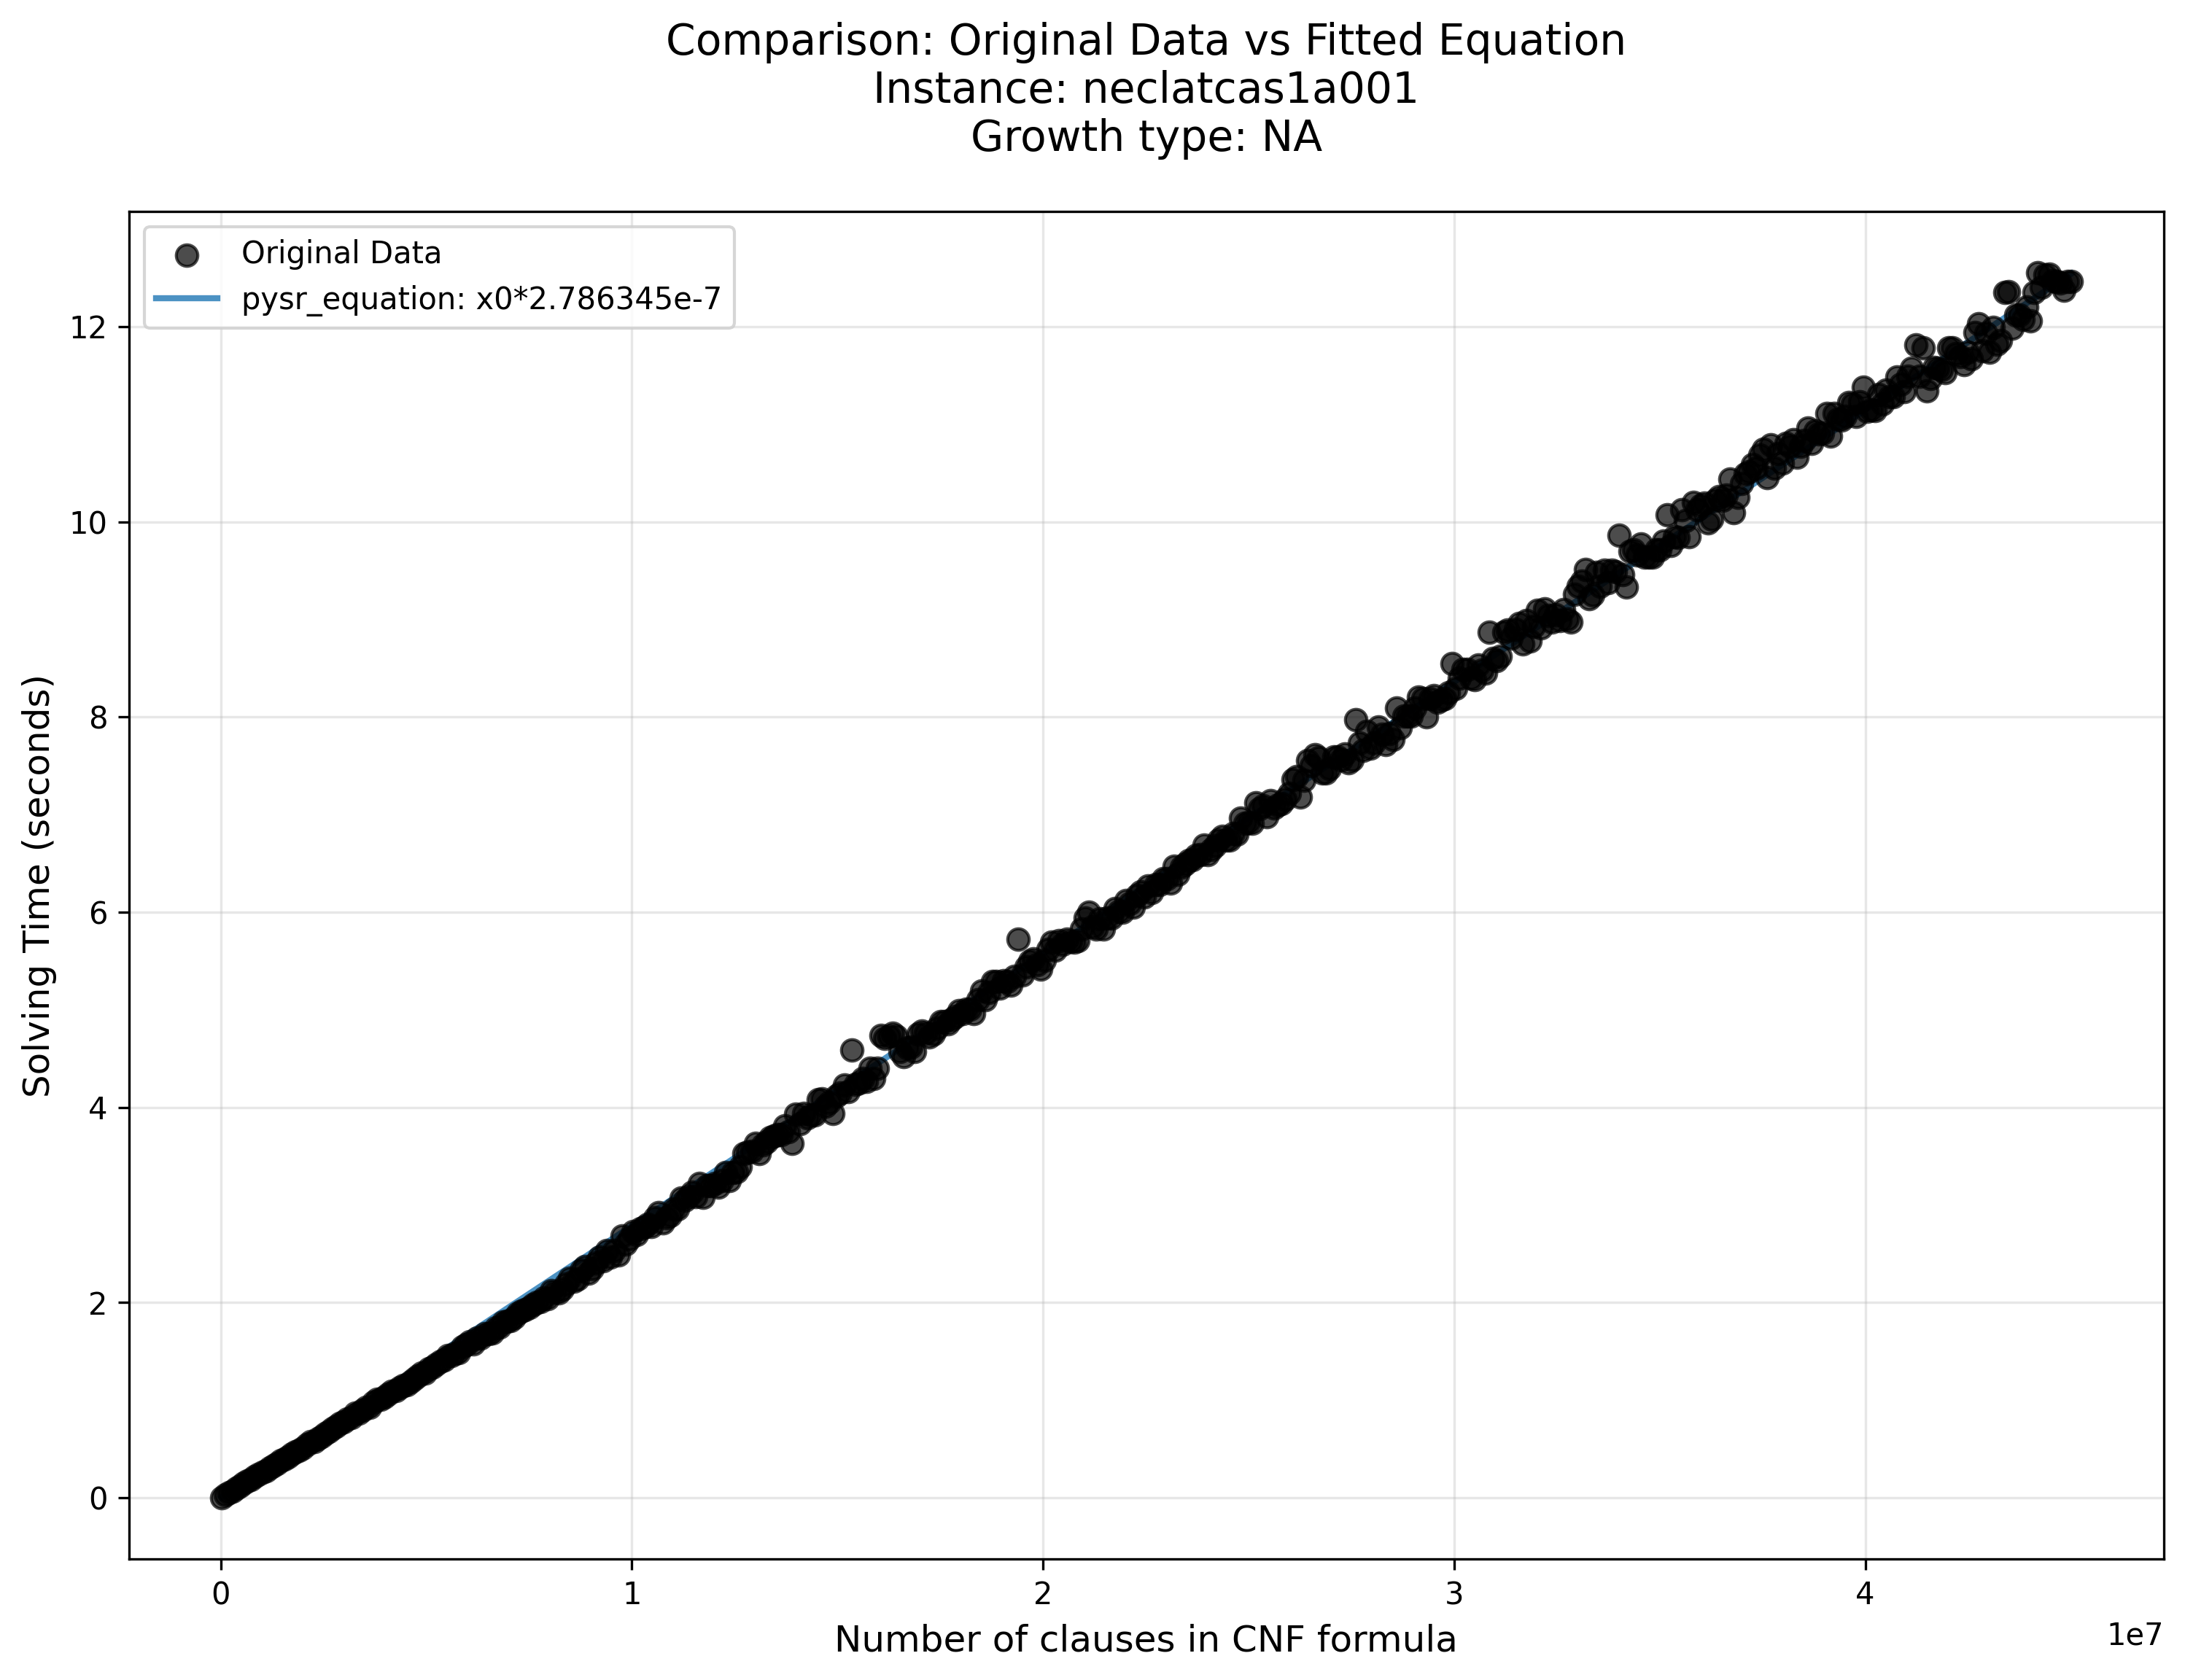 Comparison: Original Data vs Fitted Equation
Instance: neclatcas1a001
Growth type: NA
Original Data
pysr_equation: x0*2.786345e-7
Solving Time (seconds)
12
10
8
6
4
2
0
0 1 2 3 4
1e7
Number of clauses in CNF formula